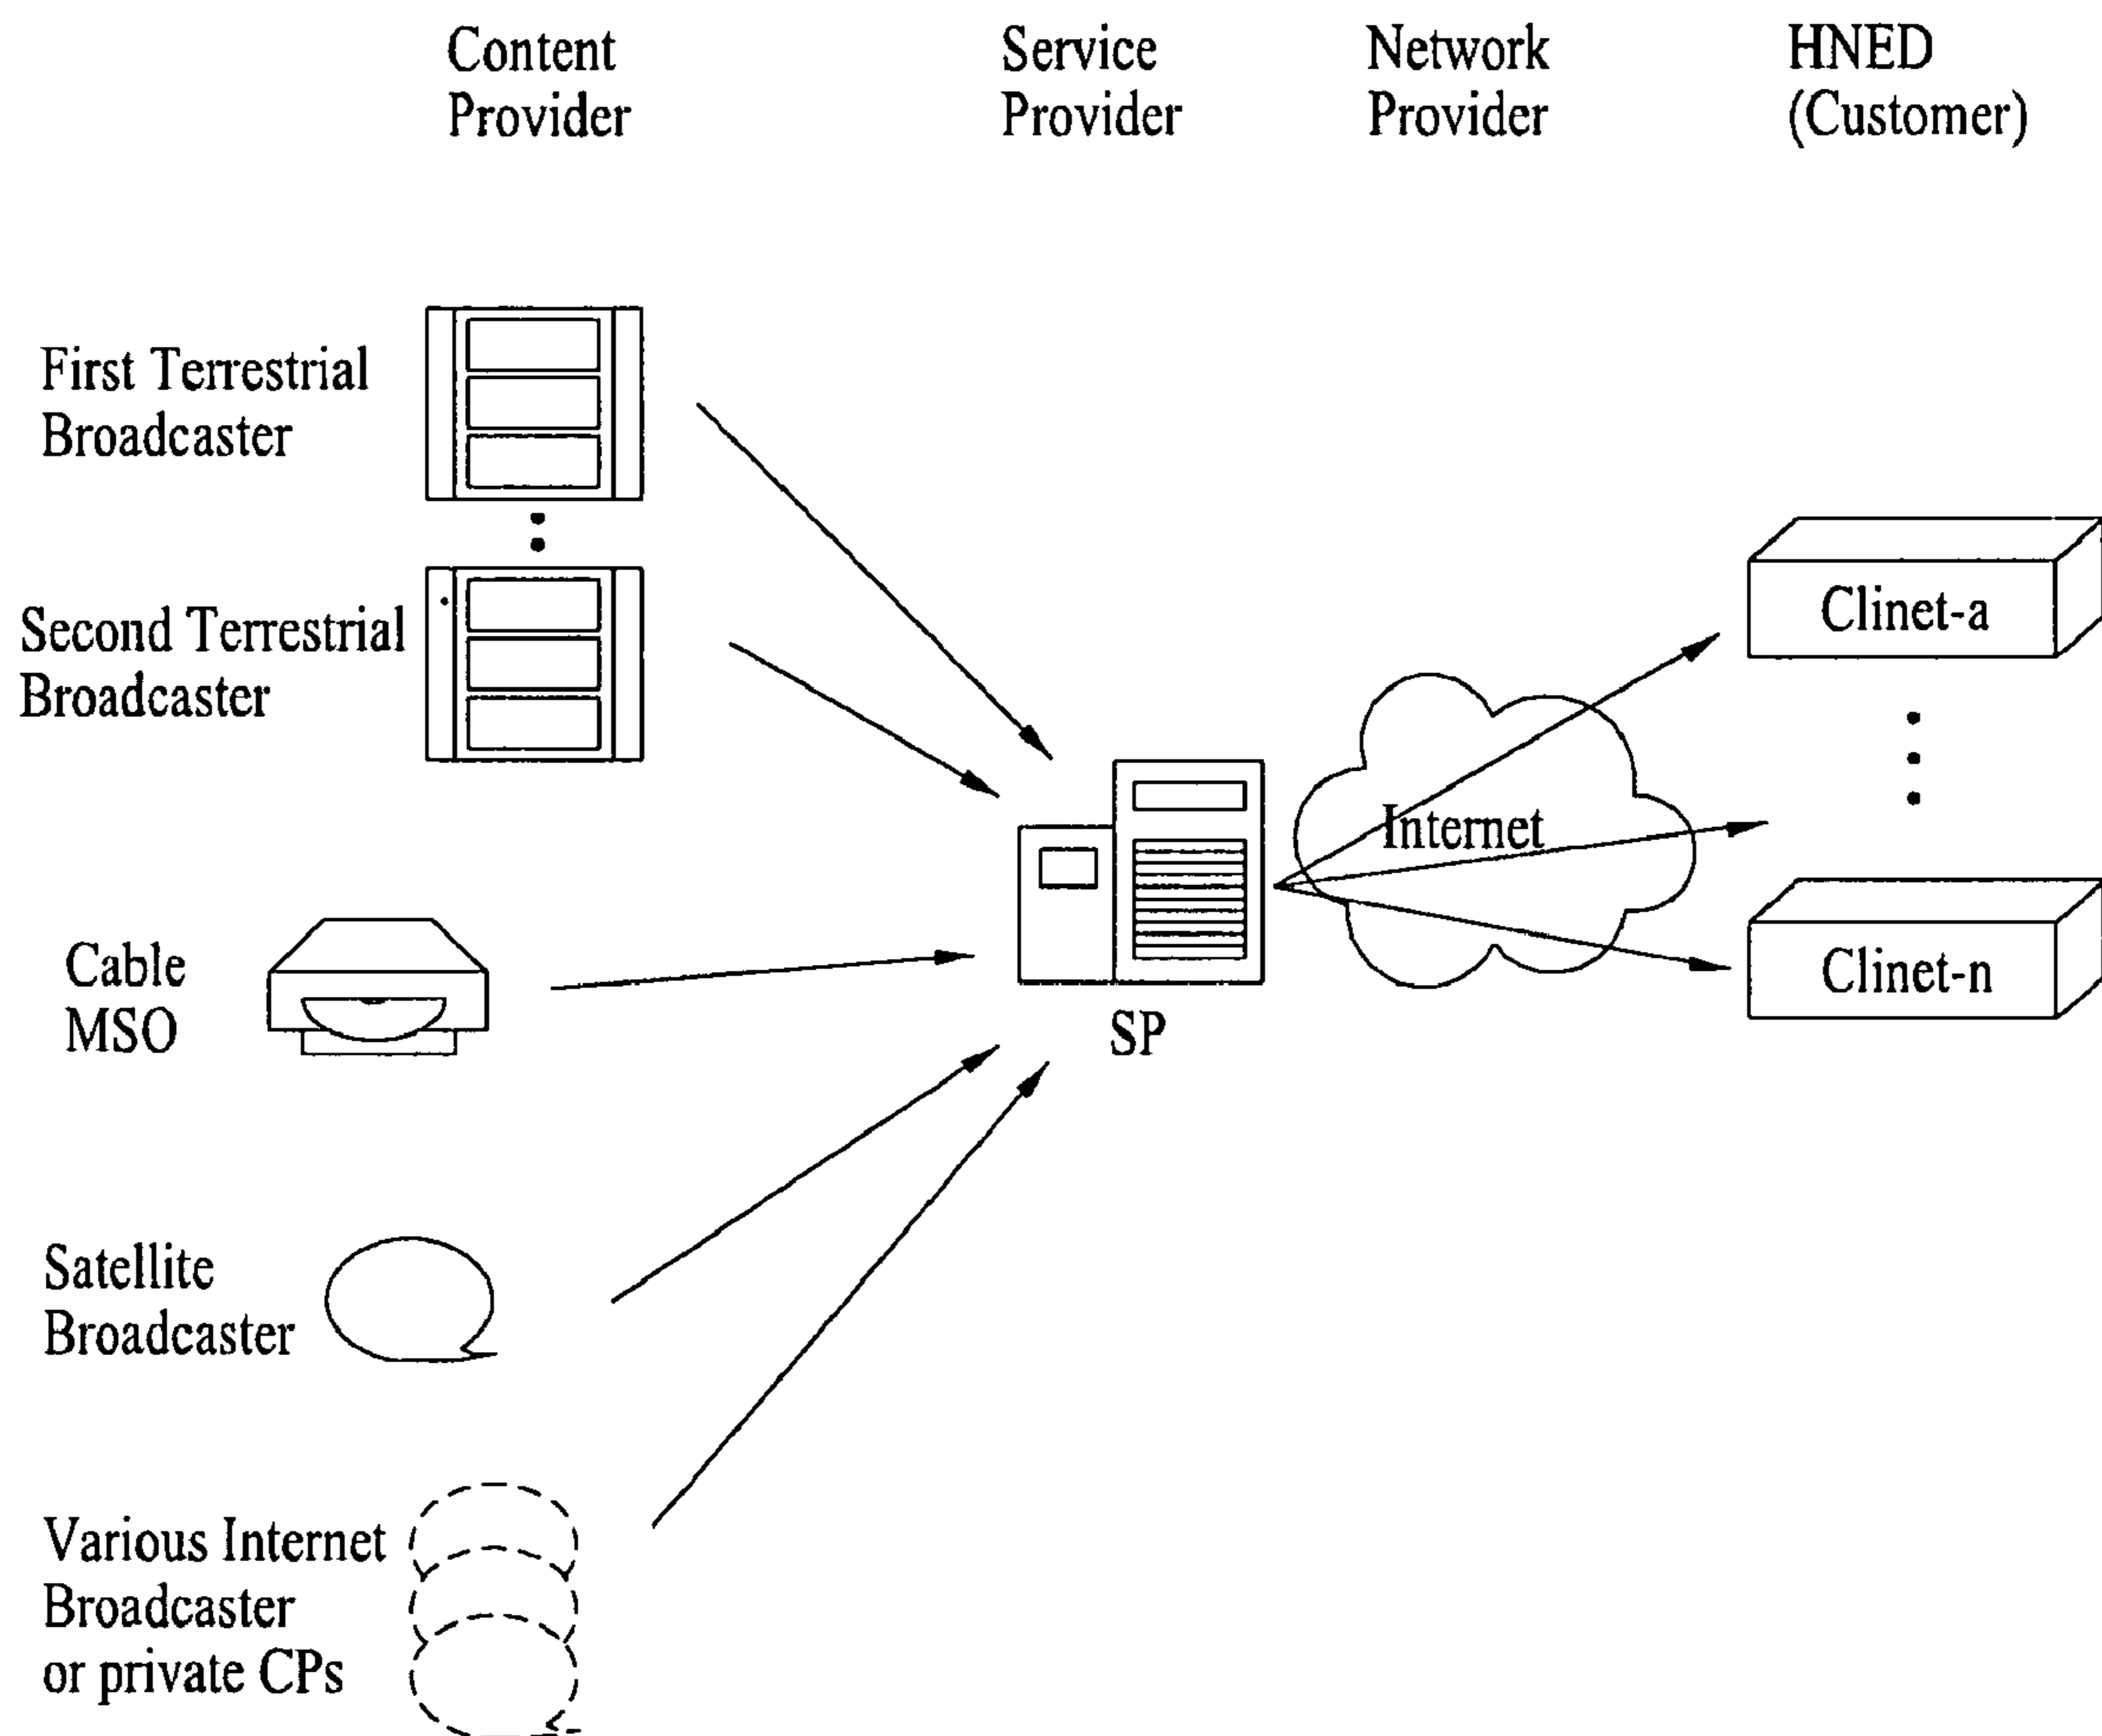 Content
Provider
Service
Provider
Network
Provider
HNED
(Customer)
First Terrestrial
Broadcaster
Second Terrestrial
Broadcaster
Cable
MSO
Satellite
Broadcaster
Various Internet
Broadcaster
or private CPs
SP
Internet
Clinet-a
Clinet-n